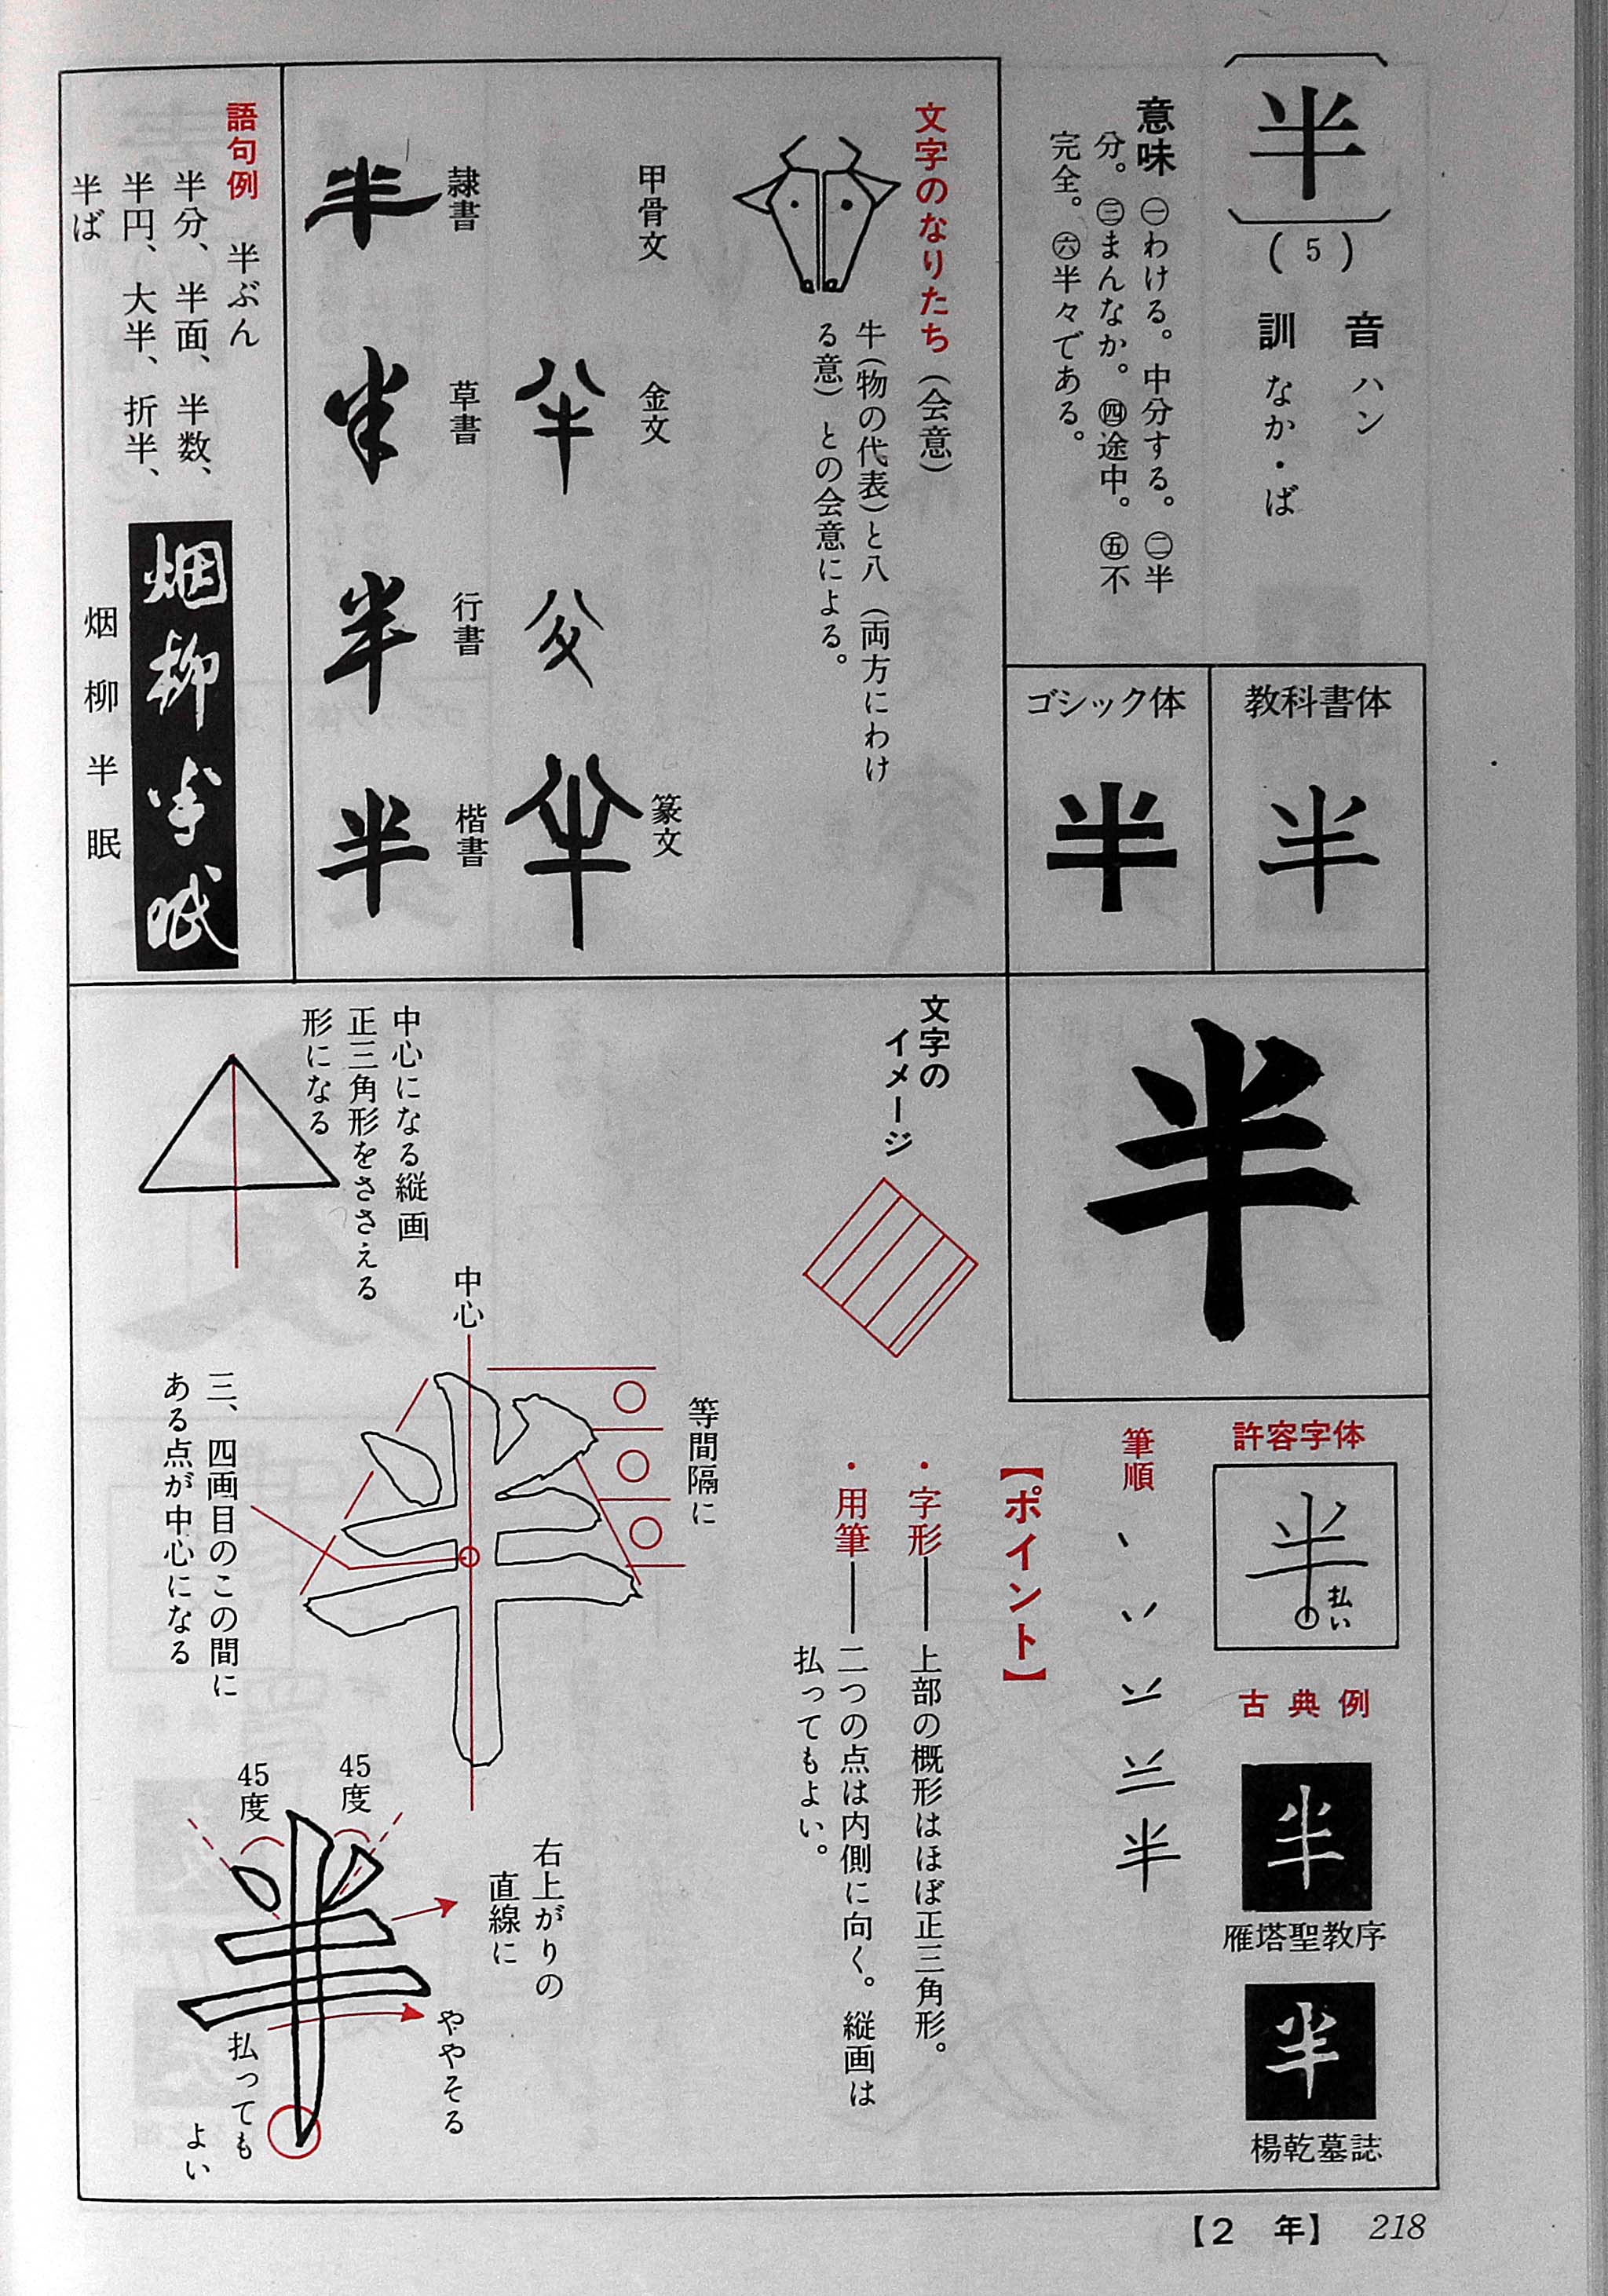 半
(5)
音 ハン
訓 なか・ば
意味 ㊀わける。中分する。㊁半
分。㊂まんなか。㊃途中。㊄不
完全。㊅半々である。
教科書体
半
ゴシック体
半
文字のなりたち（会意）
牛（物の代表）と八（両方にわけ
る意）との会意による。
甲骨文
金文
篆文
隷書
半
草書
半
行書
半
楷書
半
語句例 半ぶん
半分、半面、半数、
半円、大半、折半、
半ば
烟柳半眠
烟柳半眠
半
許容字体
半
払い
古典例
半
雁塔聖教序
半
楊乾墓誌
筆順
半
【ポイント】
・字形──上部の概形はほぼ正三角形。
・用筆──二つの点は内側に向く。縦画は
払ってもよい。
文字の
イメージ
中心になる縦画
正三角形をささえる
形になる
中心
等間隔に
三、四画目のこの間に
ある点が中心になる
45度
45度
右上がりの
直線に
ややそる
払っても
よい
【2 年】 218